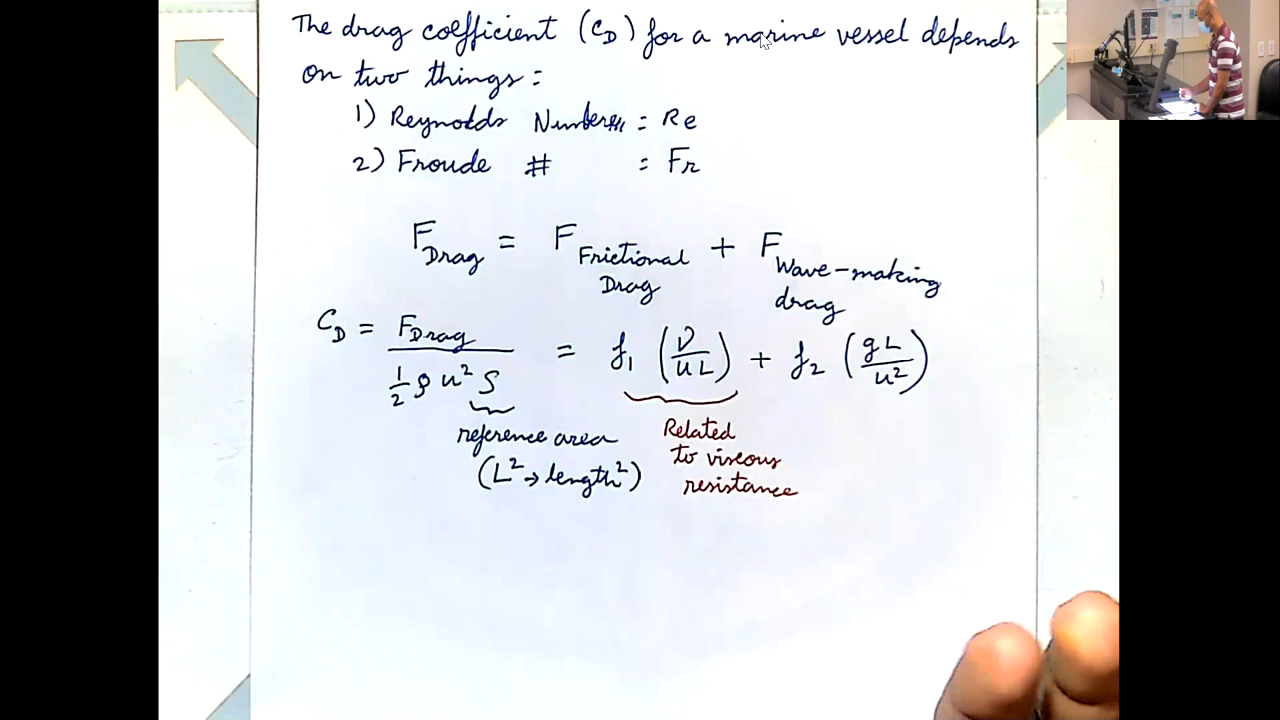 The drag coefficient (C_D) for a marine vessel depends
on two things:
1) Reynolds Number = Re
2) Froude # = Fr
F_Drag = F_Frictional Drag + F_Wave-making drag
C_D = F_Drag / (1/2 ρ u² S) = f₁ (ν/uL) + f₂ (gL/u²)
reference area
(L² → length²)
Related
to viscous
resistance